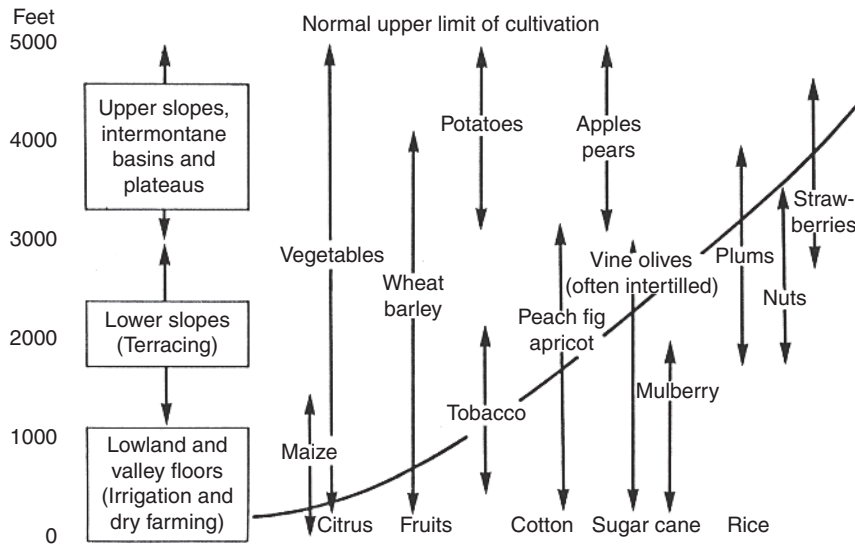 Feet
Normal upper limit of cultivation
5000
4000
3000
2000
1000
0
Upper slopes,
intermontane
basins and
plateaus
Lower slopes
(Terracing)
Lowland and
valley floors
(Irrigation and
dry farming)
Vegetables
Maize
Wheat
barley
Potatoes
Tobacco
Apples
pears
Peach fig
apricot
Vine olives
(often intertilled)
Mulberry
Plums
Nuts
Straw-
berries
Citrus
Fruits
Cotton
Sugar cane
Rice